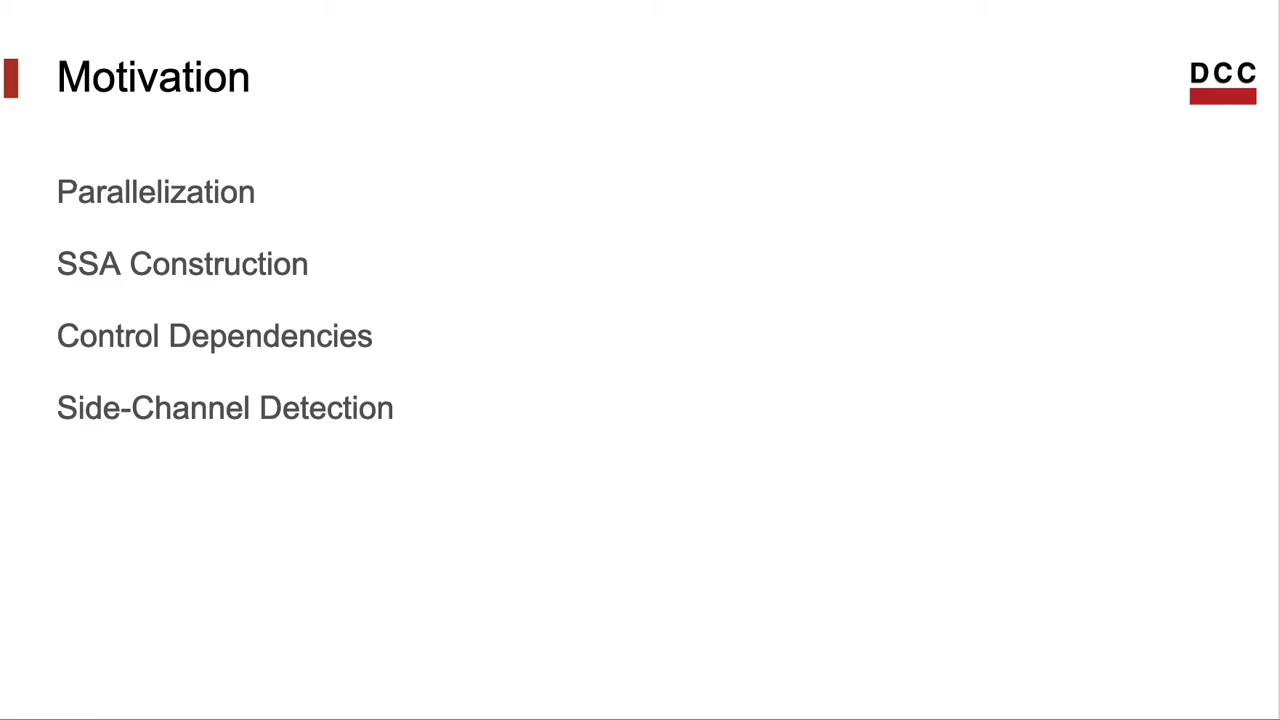 Motivation
DCC
Parallelization
SSA Construction
Control Dependencies
Side-Channel Detection